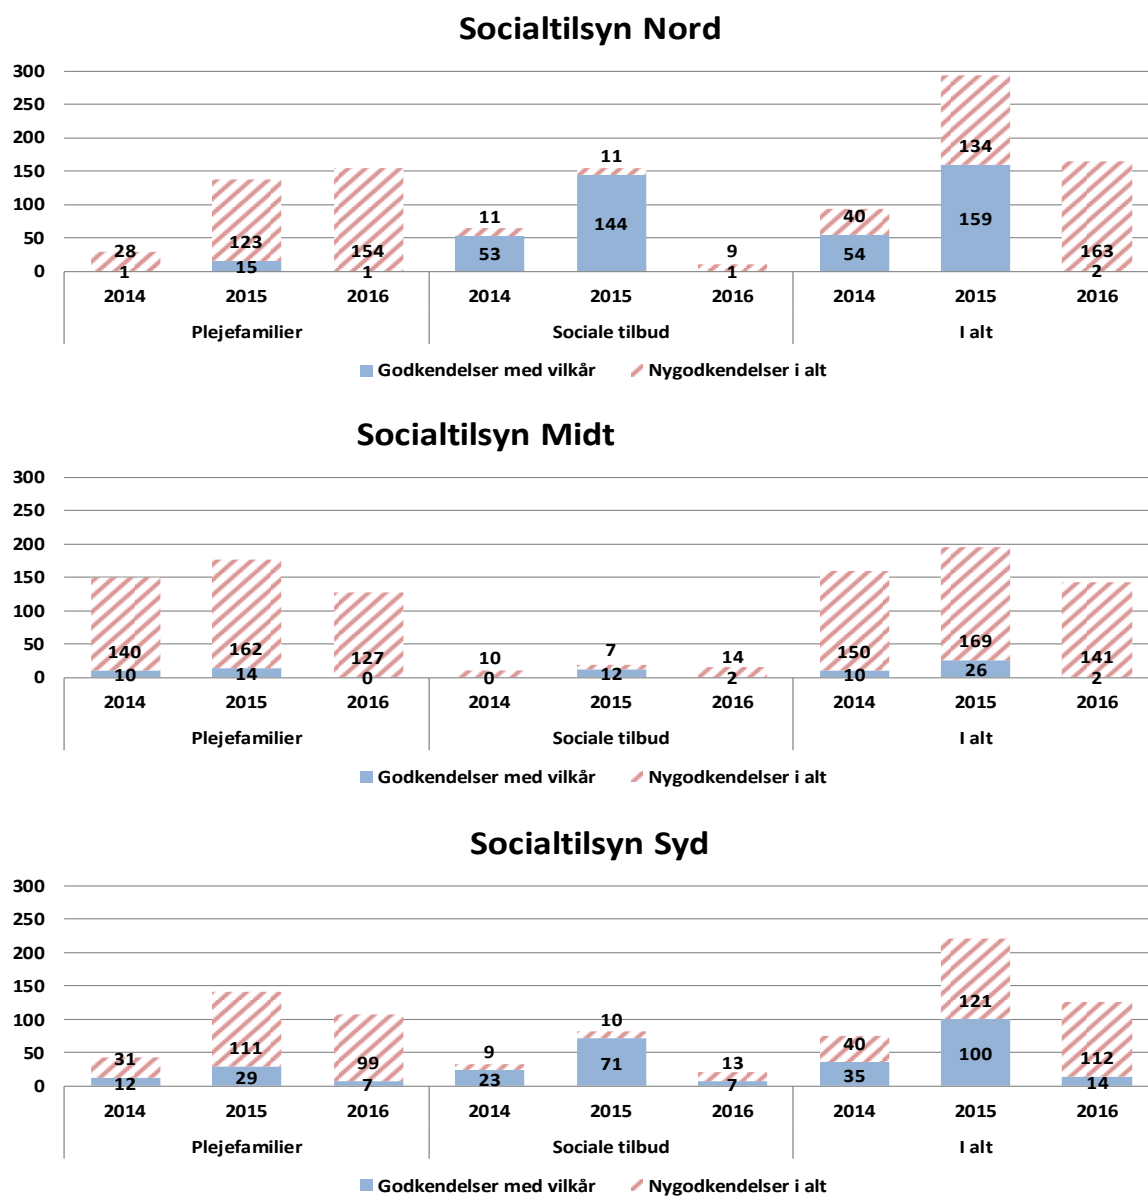 Socialtilsyn Nord
300
250
200
150
100
50
0
28 1 123 15 154 1 11 53 11 144 9 1 40 54 134 159 163 2
2014 2015 2016 2014 2015 2016 2014 2015 2016
Plejefamilier Sociale tilbud I alt
Godkendelser med vilkår Nygodkendelser i alt
Socialtilsyn Midt
300
250
200
150
100
50
0
140 10 162 14 127 0 10 0 7 12 14 2 150 10 169 26 141 2
2014 2015 2016 2014 2015 2016 2014 2015 2016
Plejefamilier Sociale tilbud I alt
Godkendelser med vilkår Nygodkendelser i alt
Socialtilsyn Syd
300
250
200
150
100
50
0
31 12 111 29 99 7 9 23 10 71 13 7 40 35 121 100 112 14
2014 2015 2016 2014 2015 2016 2014 2015 2016
Plejefamilier Sociale tilbud I alt
Godkendelser med vilkår Nygodkendelser i alt